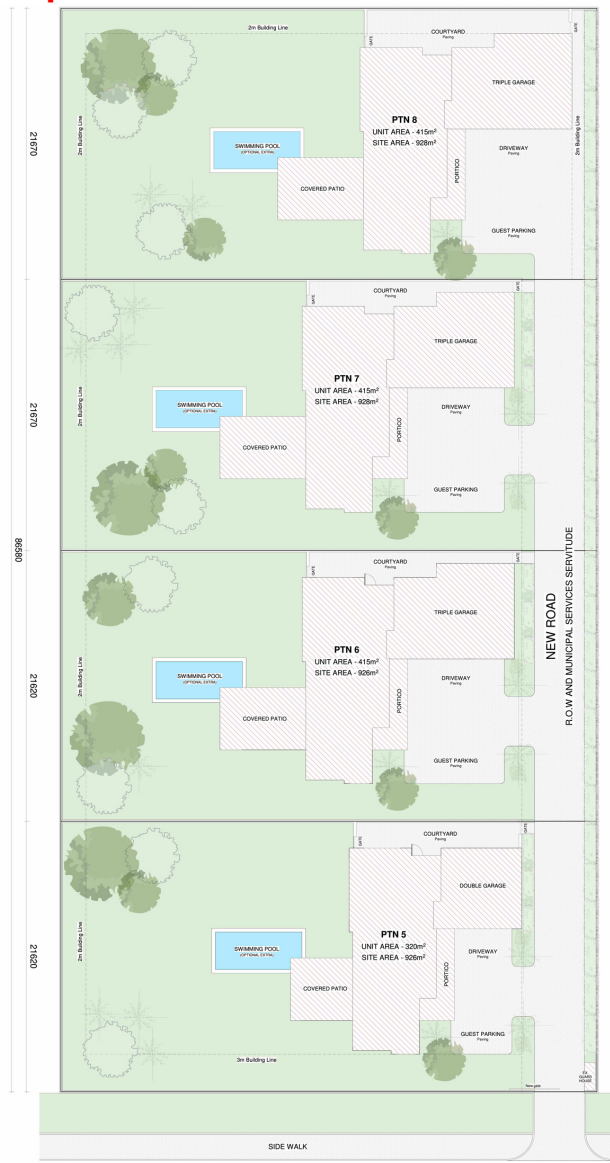 2m Building Line
GATE
COURTYARD
Paving
GATE
TRIPLE GARAGE
PTN 8
UNIT AREA - 415m²
SITE AREA - 928m²
21670
2m Building Line
2m Building Line
SWIMMING POOL
(OPTIONAL EXTRA)
DRIVEWAY
Paving
PORTICO
COVERED PATIO
GUEST PARKING
Paving
GATE
COURTYARD
Paving
GATE
TRIPLE GARAGE
PTN 7
UNIT AREA - 415m²
SITE AREA - 928m²
21670
2m Building Line
SWIMMING POOL
(OPTIONAL EXTRA)
DRIVEWAY
Paving
PORTICO
COVERED PATIO
GUEST PARKING
Paving
86580
GATE
COURTYARD
Paving
GATE
TRIPLE GARAGE
NEW ROAD
R.O.W AND MUNICIPAL SERVICES SERVITUDE
PTN 6
UNIT AREA - 415m²
SITE AREA - 926m²
21620
2m Building Line
SWIMMING POOL
(OPTIONAL EXTRA)
DRIVEWAY
Paving
PORTICO
COVERED PATIO
GUEST PARKING
Paving
GATE
COURTYARD
Paving
GATE
DOUBLE GARAGE
PTN 5
UNIT AREA - 320m²
SITE AREA - 926m²
21620
2m Building Line
SWIMMING POOL
(OPTIONAL EXTRA)
DRIVEWAY
Paving
PORTICO
COVERED PATIO
GUEST PARKING
Paving
3m Building Line
New gate
GUARD
HOUSE
SIDE WALK